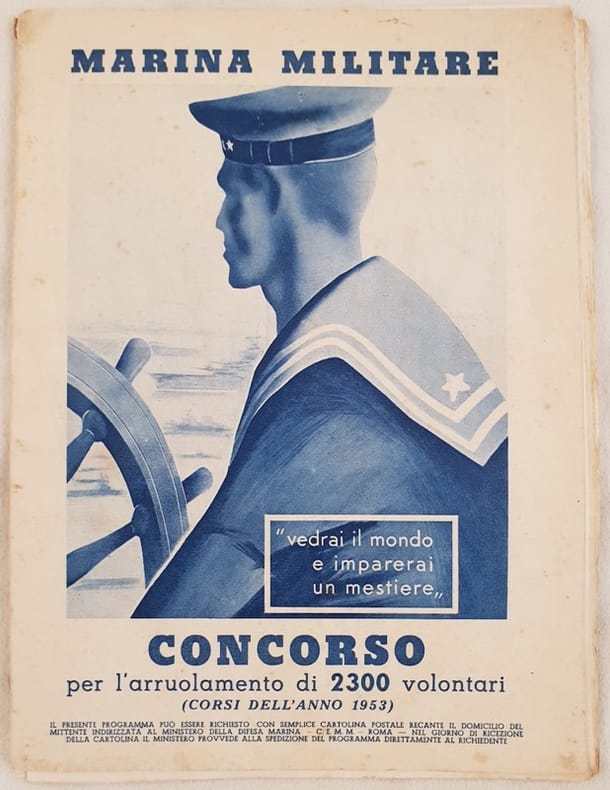 MARINA MILITARE
"vedrai il mondo
e imparerai
un mestiere„
CONCORSO
per l'arruolamento di 2300 volontari
(CORSI DELL'ANNO 1953)
IL PRESENTE PROGRAMMA PUÒ ESSERE RICHIESTO CON SEMPLICE CARTOLINA POSTALE RECANTE IL DOMICILIO DEL
MITTENTE INDIRIZZATA AL MINISTERO DELLA DIFESA MARINA - C.E.M.M. - ROMA - NEL GIORNO DI RICEZIONE
DELLA CARTOLINA IL MINISTERO PROVVEDE ALLA SPEDIZIONE DEL PROGRAMMA DIRETTAMENTE AL RICHIEDENTE